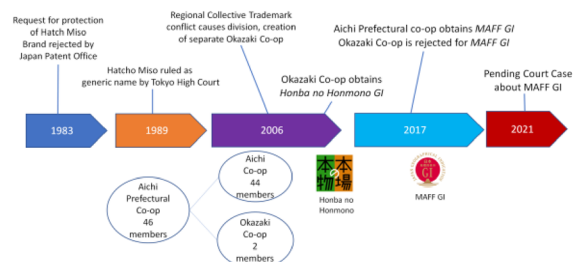 Request for protection
of Hatch Miso
Brand rejected by
Japan Patent Office
Hatcho Miso ruled as
generic name by Tokyo High Court
Regional Collective Trademark
conflict causes division, creation
of separate Okazaki Co-op
Okazaki Co-op obtains
Honba no Honmono GI
Aichi Prefectural co-op obtains MAFF GI
Okazaki Co-op is rejected for MAFF GI
Pending Court Case
about MAFF GI
1983
1989
2006
2017
2021
Aichi
Prefectural
Co-op
46
members
Aichi
Co-op
44
members
Okazaki
Co-op
2
members
本場
の
本物
Honba no
Honmono
GI
MAFF GI